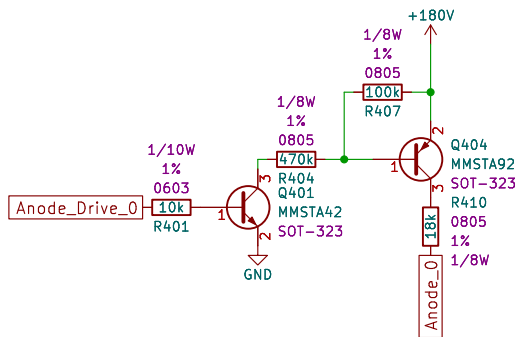 +180V
1/8W
1%
0805
100k
R407
1/8W
1%
0805
470k
R404
2
Q404
MMSTA92
SOT-323
1
3
1/10W
1%
0603
Anode_Drive_0
10k
R401
1
3
Q401
MMSTA42
SOT-323
2
GND
18k
R410
0805
1%
1/8W
Anode_0